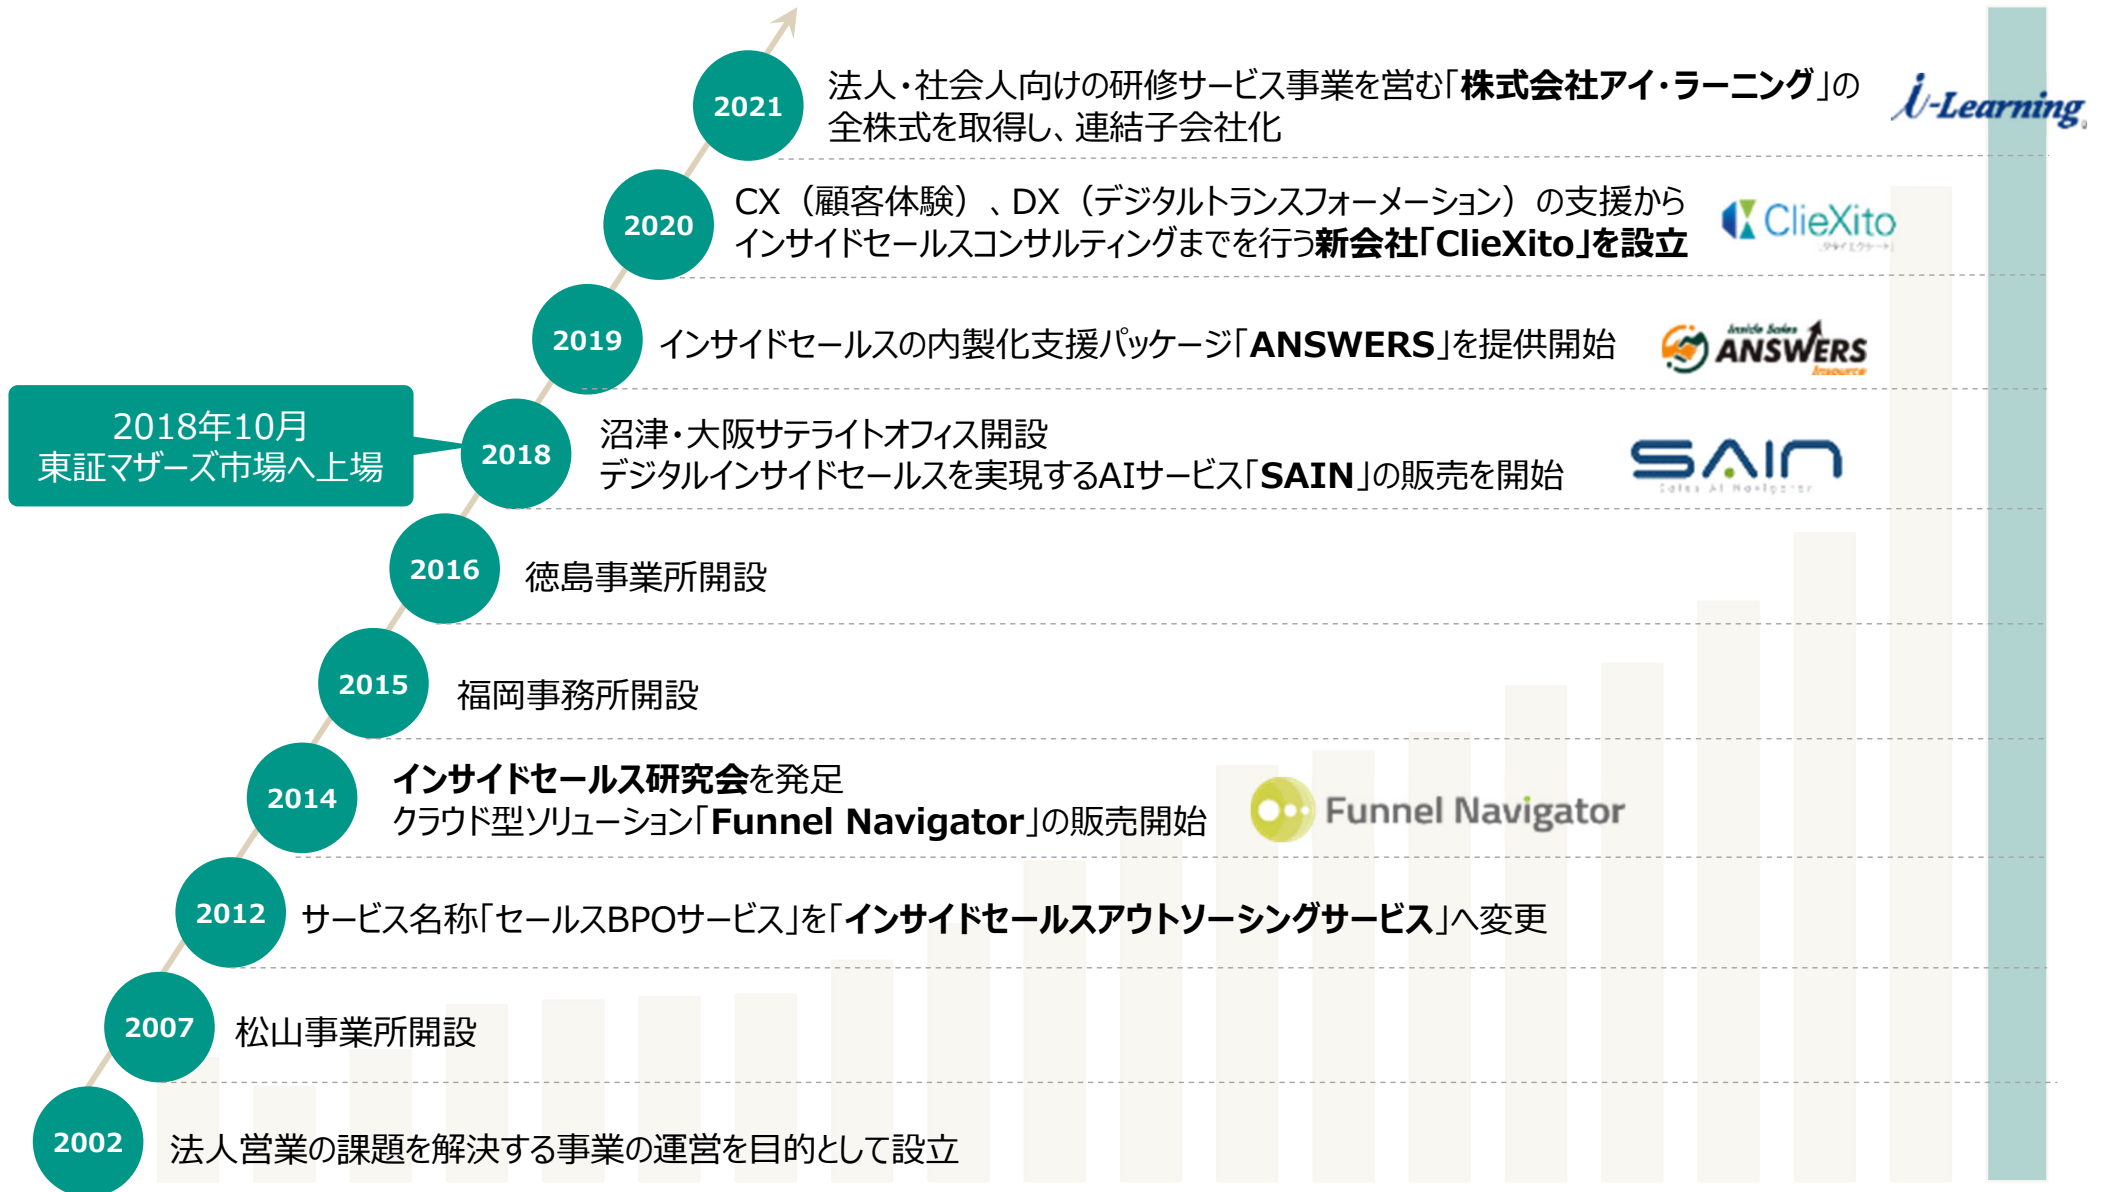 2021
法人・社会人向けの研修サービス事業を営む「株式会社アイ・ラーニング」の
全株式を取得し、連結子会社化
i-Learning
2020
CX（顧客体験）、DX（デジタルトランスフォーメーション）の支援から
インサイドセールスコンサルティングまでを行う新会社「ClieXito」を設立
ClieXito
クライエクシート
2019
インサイドセールスの内製化支援パッケージ「ANSWERS」を提供開始
Inside Sales
ANSWERS
Insource
2018年10月
東証マザーズ市場へ上場
2018
沼津・大阪サテライトオフィス開設
デジタルインサイドセールスを実現するAIサービス「SAIN」の販売を開始
SAIN
Sales AI Navigator
2016
徳島事業所開設
2015
福岡事務所開設
2014
インサイドセールス研究会を発足
クラウド型ソリューション「Funnel Navigator」の販売開始
Funnel Navigator
2012
サービス名称「セールスBPOサービス」を「インサイドセールスアウトソーシングサービス」へ変更
2007
松山事業所開設
2002
法人営業の課題を解決する事業の運営を目的として設立